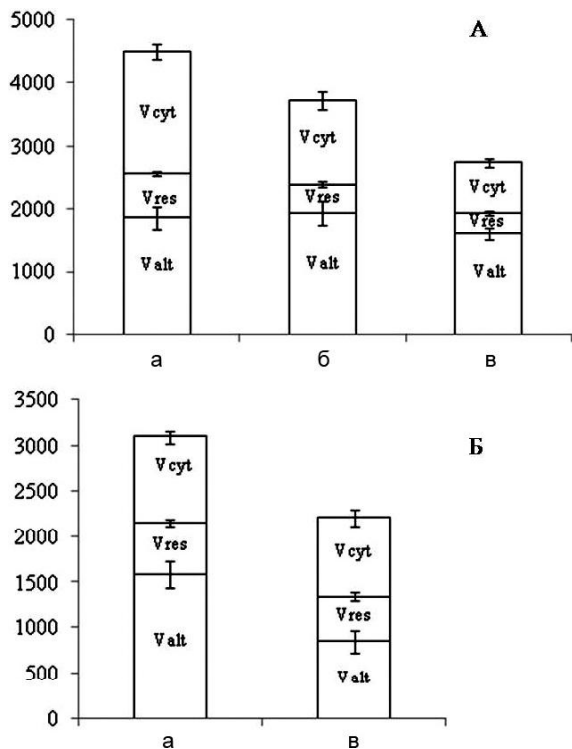 5000
А
4000
Vcyt
Vcyt
3000
Vcyt
Vres
Vres
2000
Vres
Valt
Valt
Valt
1000
0
а б в
3500
Б
3000
Vcyt
2500
2000
Vres
Vcyt
1500
Vres
1000
Valt
Valt
500
0
а в